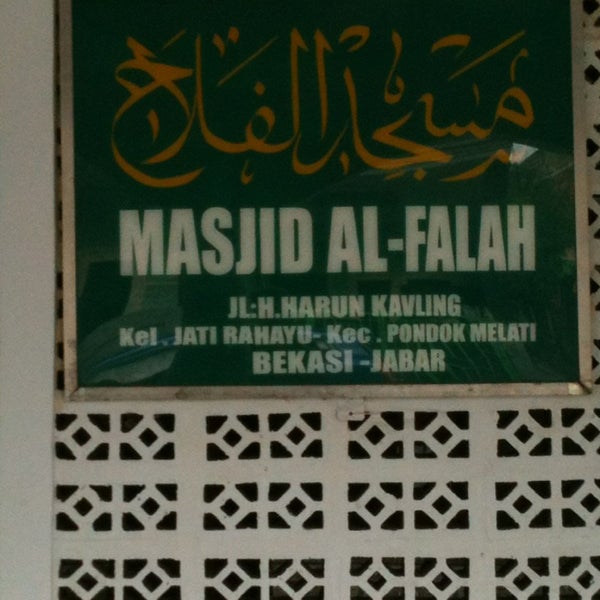 مسجد الفلاح
MASJID AL-FALAH
JL:H.HARUN KAVLING
Kel. JATI RAHAYU- Kec. PONDOK MELATI
BEKASI -JABAR